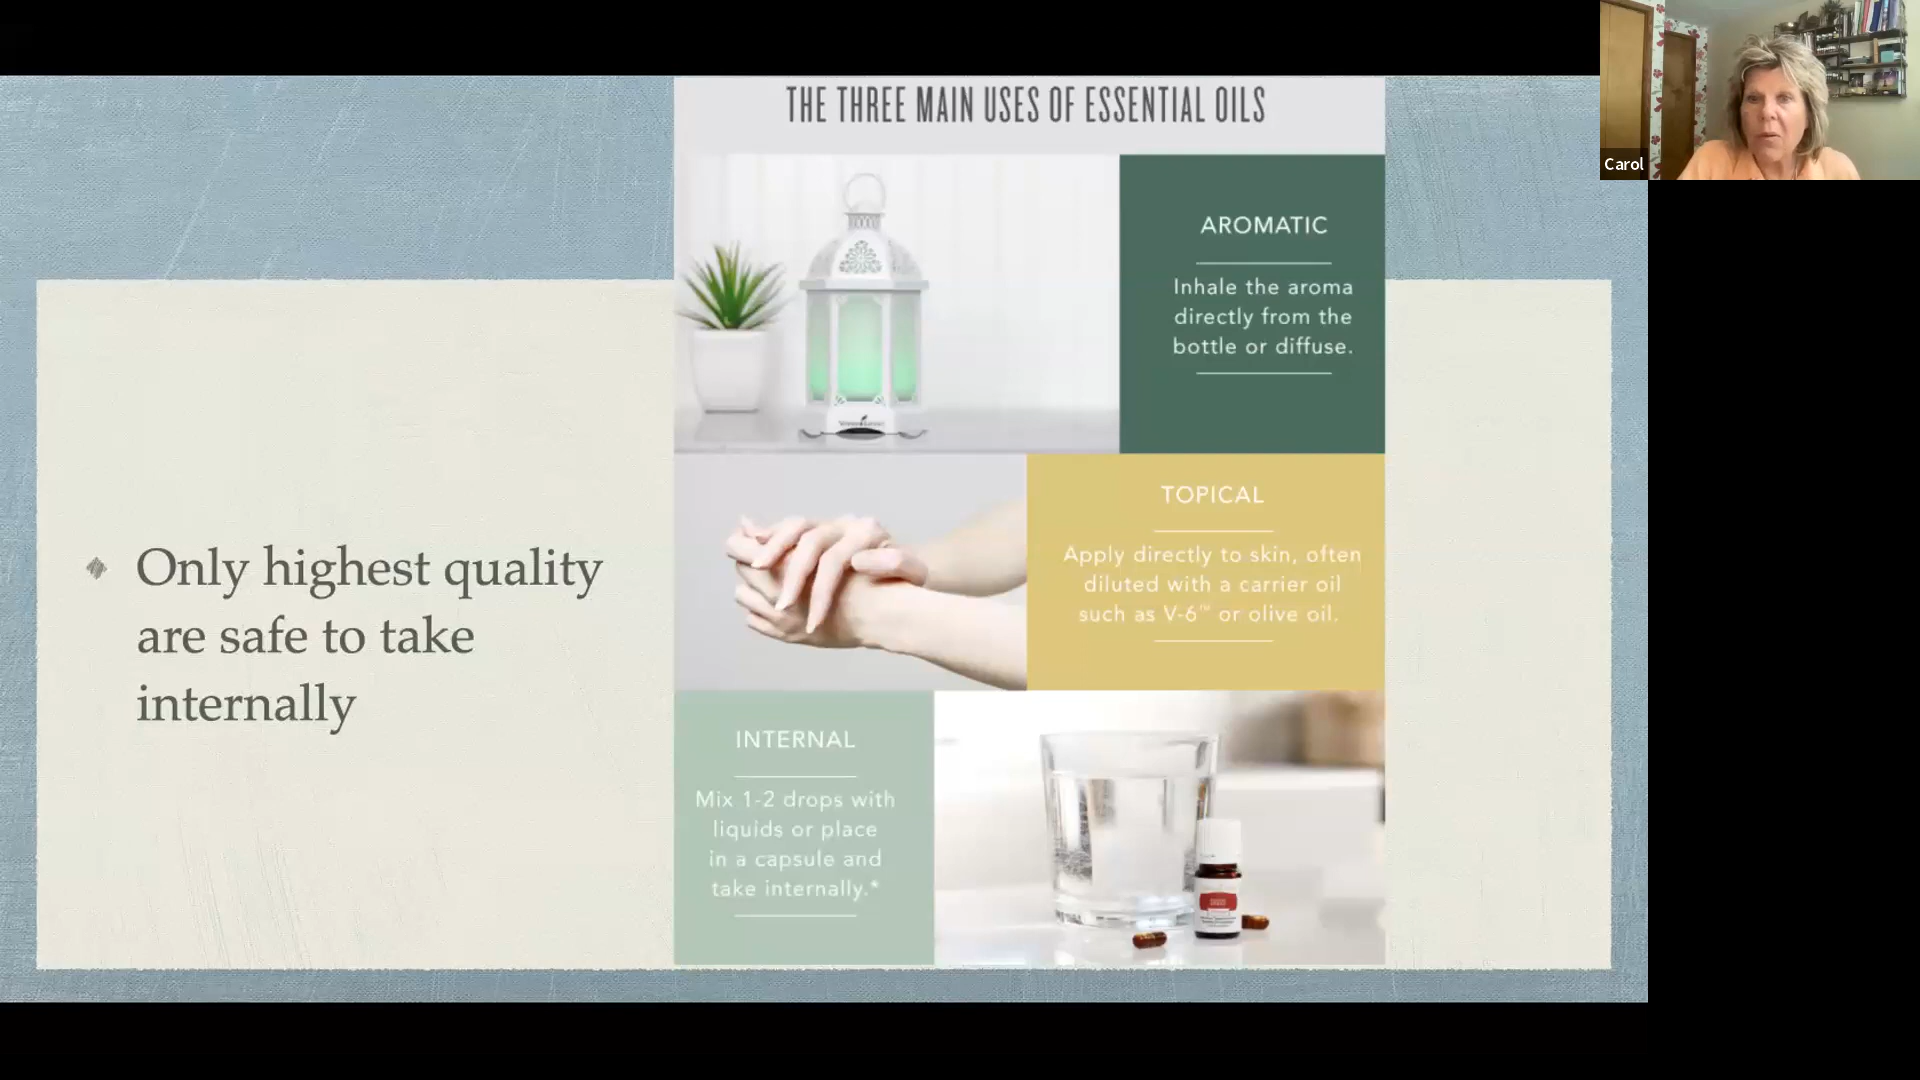 THE THREE MAIN USES OF ESSENTIAL OILS
AROMATIC
Inhale the aroma
directly from the
bottle or diffuse.
TOPICAL
Apply directly to skin, often
diluted with a carrier oil
such as V-6™ or olive oil.
INTERNAL
Mix 1-2 drops with
liquids or place
in a capsule and
take internally.*
Only highest quality
are safe to take
internally
Carol